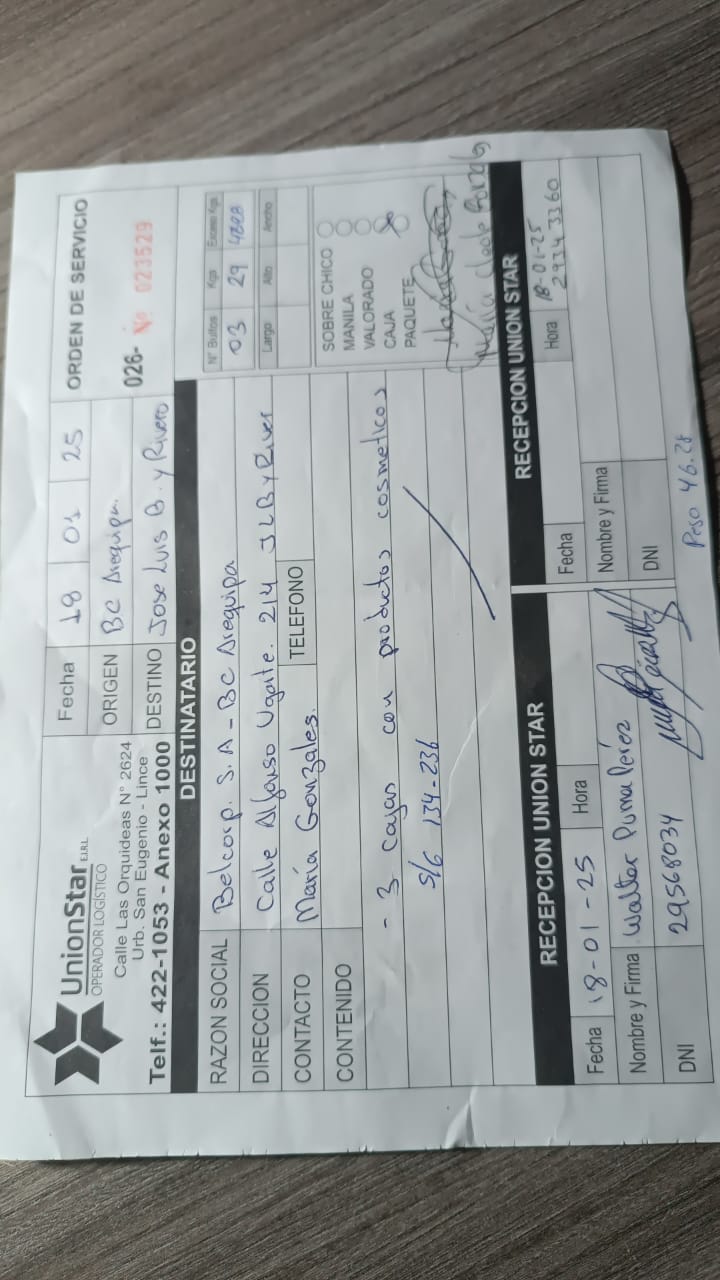 UnionStar E.I.R.L.
OPERADOR LOGÍSTICO
Calle Las Orquideas N° 2624
Urb. San Eugenio - Lince
Telf.: 422-1053 - Anexo 1000
Fecha 18 01 25
ORIGEN BC Arequipa.
DESTINO Jose Luis B. y Rivero
ORDEN DE SERVICIO
026- № 023529
DESTINATARIO
RAZON SOCIAL Belcorp. S.A - BC Arequipa
DIRECCION Calle Alfonso Ugarte. 214 JLB y River
CONTACTO María Gonzales. TELEFONO
CONTENIDO
- 3 cajas con productos cosmeticos
S/G 134-236
N° Bultos Kgs Exceso Kgs
03 29
Largo Alto Ancho
SOBRE CHICO
MANILA
VALORADO
CAJA
PAQUETE
RECEPCION UNION STAR
Fecha 18-01-25 Hora
Nombre y Firma Walter Puma Pérez
DNI 29568034
RECEPCION UNION STAR
Fecha Hora 18-01-25
2934 3360
Nombre y Firma
DNI
Peso 46.28